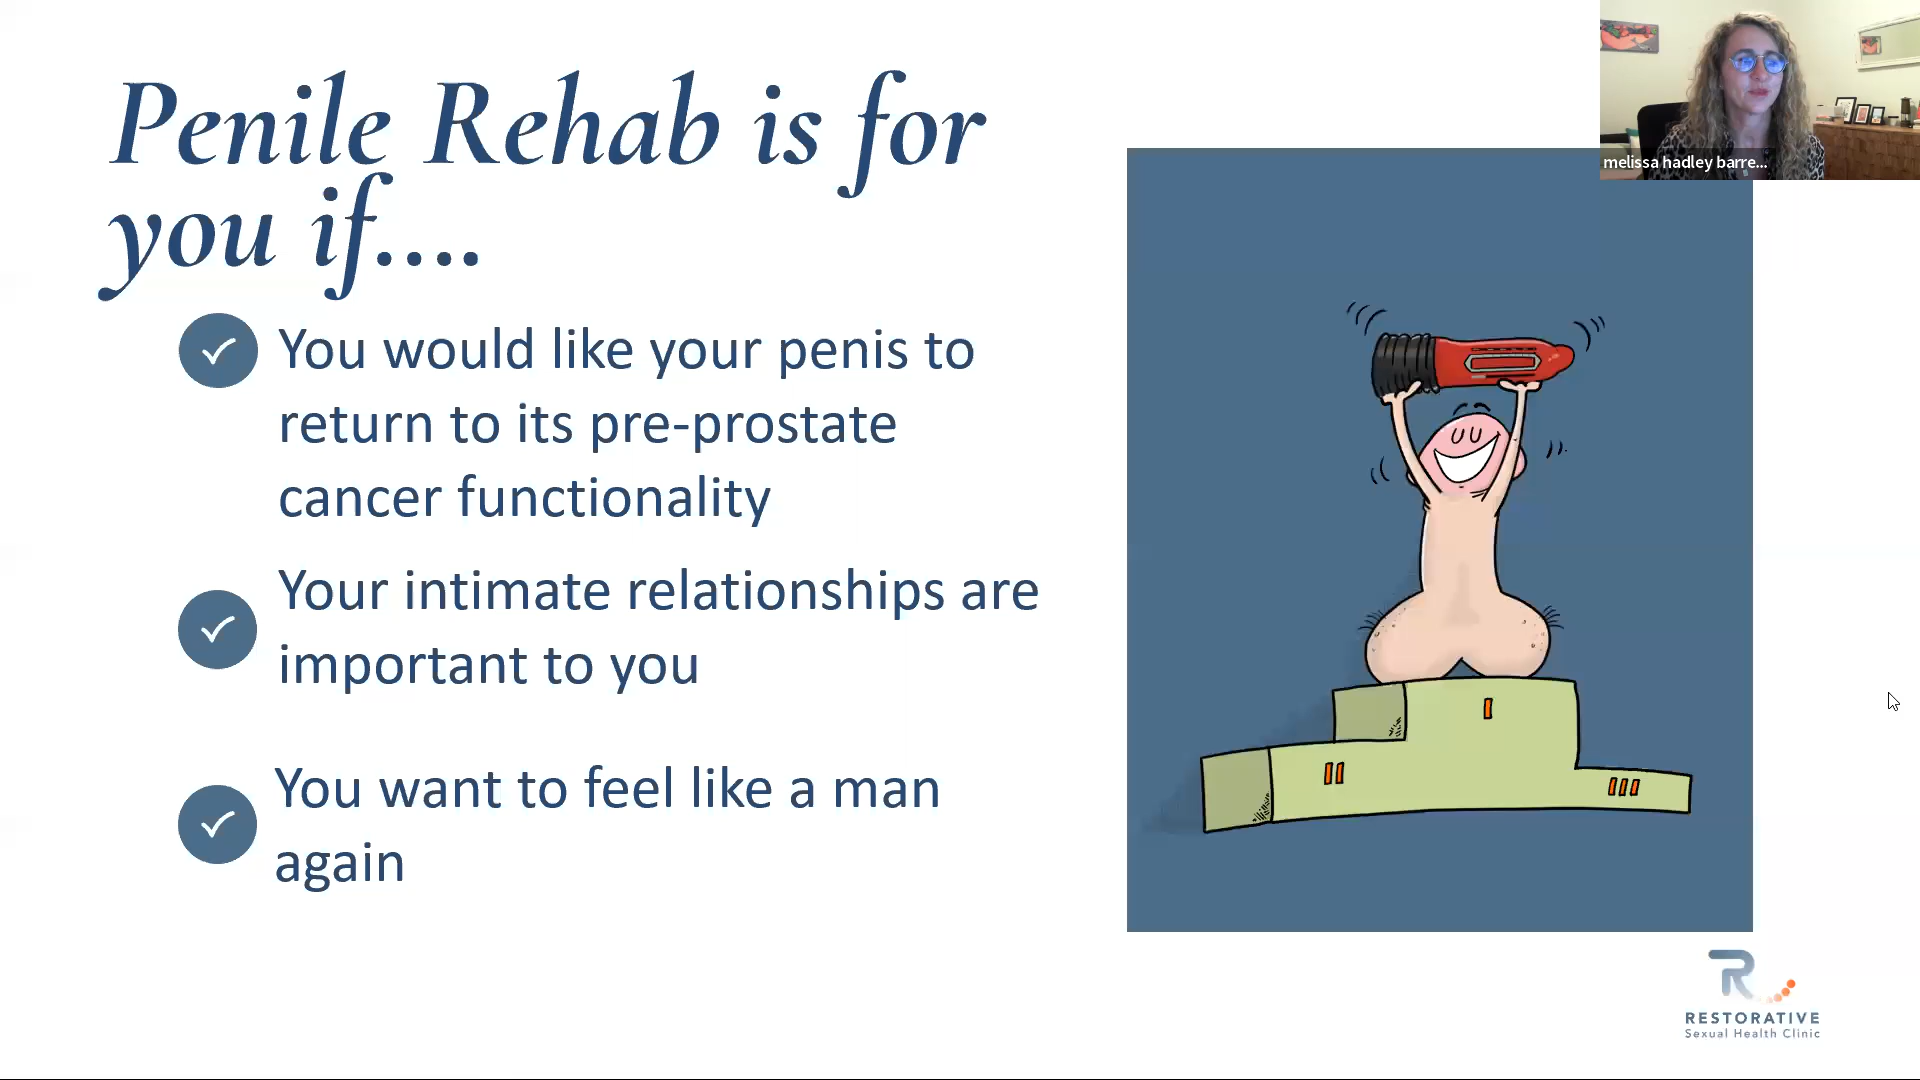 Penile Rehab is for
you if....
You would like your penis to
return to its pre-prostate
cancer functionality
Your intimate relationships are
important to you
You want to feel like a man
again
melissa hadley barre...
I
II
III
RESTORATIVE
Sexual Health Clinic